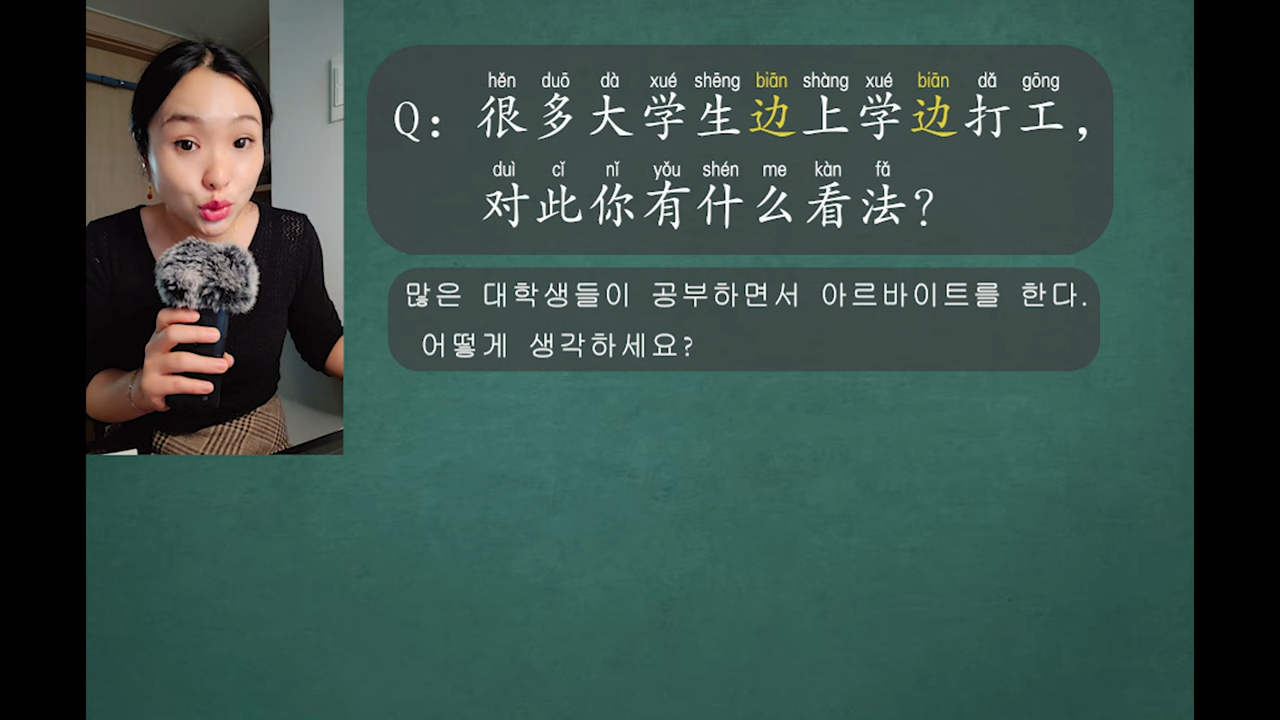 hěn duō dà xué shēng biān shàng xué biān dǎ gōng
Q：很多大学生边上学边打工，
duì cǐ nǐ yǒu shén me kàn fǎ
对此你有什么看法？
많은 대학생들이 공부하면서 아르바이트를 한다.
어떻게 생각하세요?